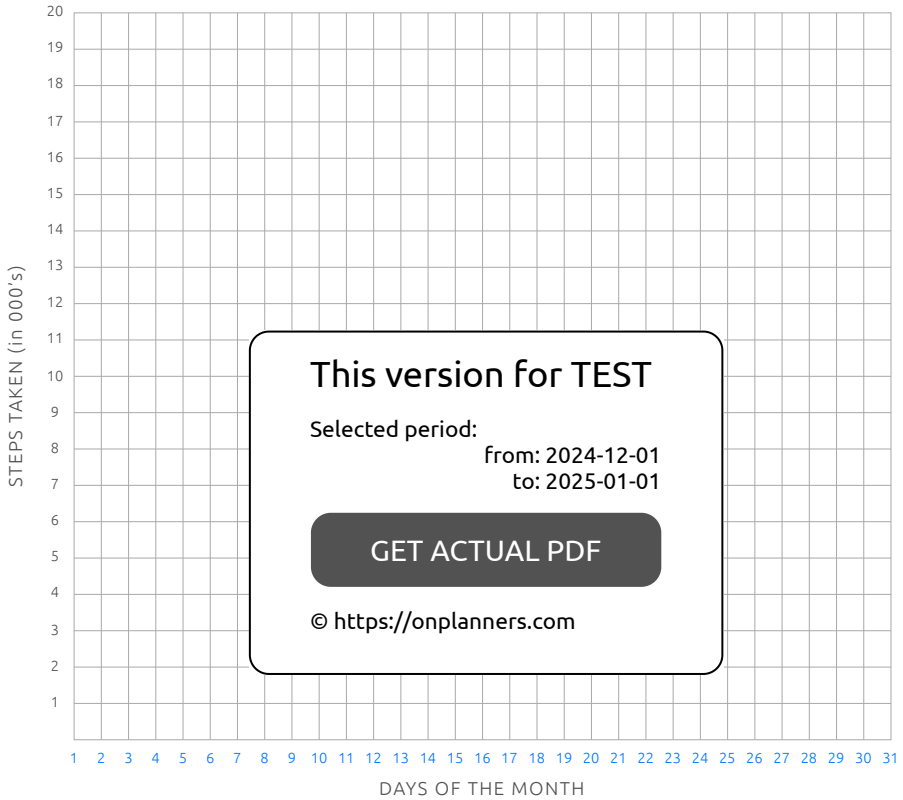 20
19
18
17
16
15
14
13
12
11
10
9
8
7
6
5
4
3
2
1
STEPS TAKEN (in 000's)
This version for TEST
Selected period:
from: 2024-12-01
to: 2025-01-01
GET ACTUAL PDF
© https://onplanners.com
1 2 3 4 5 6 7 8 9 10 11 12 13 14 15 16 17 18 19 20 21 22 23 24 25 26 27 28 29 30 31
DAYS OF THE MONTH